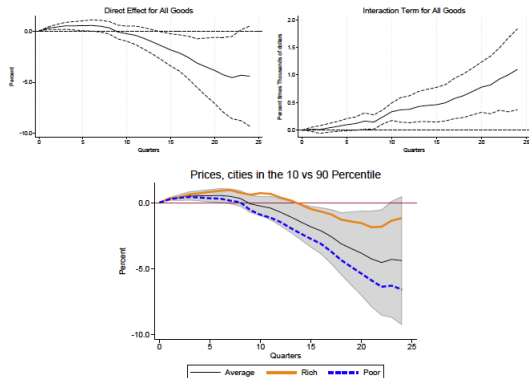 Direct Effect for All Goods
Percent
0.0
-5.0
-10.0
0 5 10 15 20 25
Quarters
Interaction Term for All Goods
Percent times Thousands of dollars
2.0
1.5
1.0
0.5
0.0
0 5 10 15 20 25
Quarters
Prices, cities in the 10 vs 90 Percentile
Percent
0.0
-5.0
-10.0
0 5 10 15 20 25
Quarters
Average Rich Poor